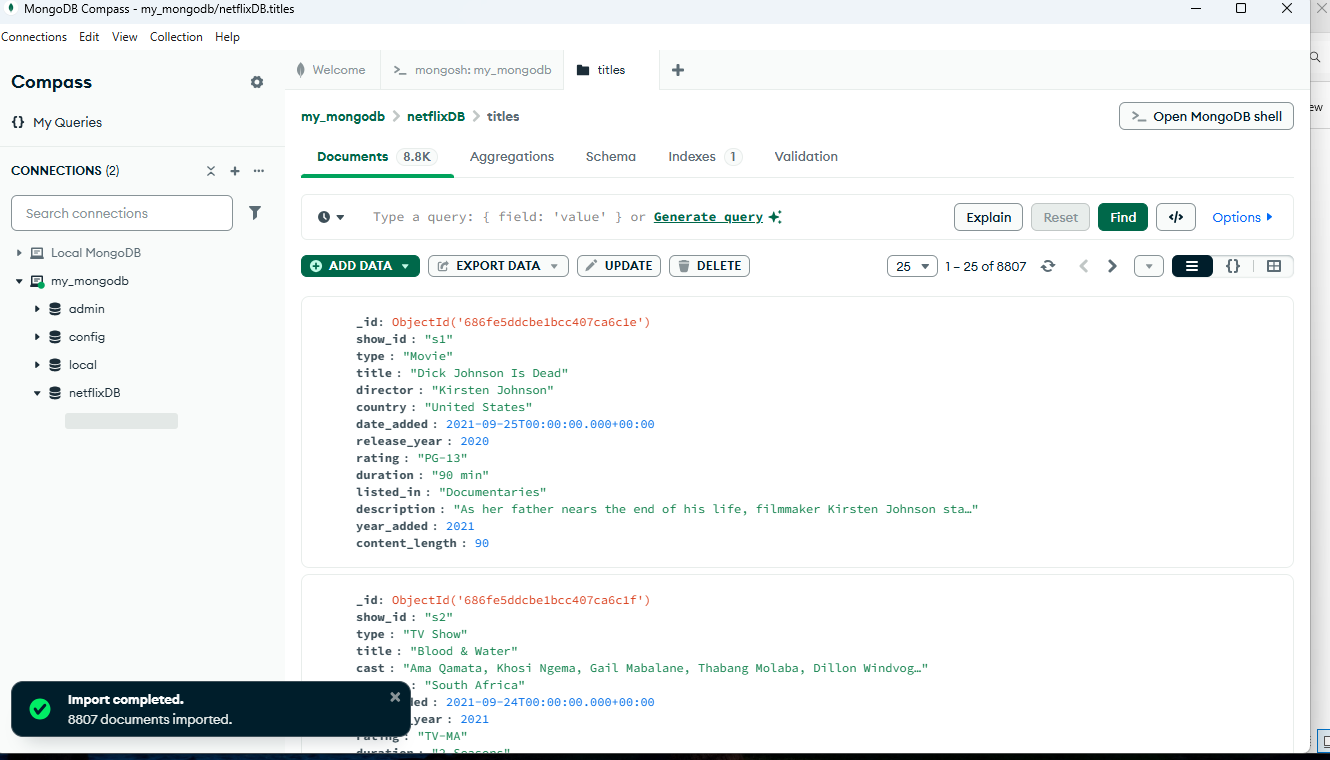 MongoDB Compass - my_mongodb/netflixDB.titles
Connections Edit View Collection Help
Compass
My Queries
CONNECTIONS (2)
Search connections
Local MongoDB
my_mongodb
admin
config
local
netflixDB
Welcome
mongosh: my_mongodb
titles
my_mongodb > netflixDB > titles
Open MongoDB shell
Documents 8.8K Aggregations Schema Indexes 1 Validation
Type a query: { field: 'value' } or Generate query
Explain Reset Find </> Options
ADD DATA EXPORT DATA UPDATE DELETE
25 1 – 25 of 8807
_id: ObjectId('686fe5ddcbe1bcc407ca6c1e')
show_id : "s1"
type : "Movie"
title : "Dick Johnson Is Dead"
director : "Kirsten Johnson"
country : "United States"
date_added : 2021-09-25T00:00:00.000+00:00
release_year : 2020
rating : "PG-13"
duration : "90 min"
listed_in : "Documentaries"
description : "As her father nears the end of his life, filmmaker Kirsten Johnson sta…"
year_added : 2021
content_length : 90
_id: ObjectId('686fe5ddcbe1bcc407ca6c1f')
show_id : "s2"
type : "TV Show"
title : "Blood & Water"
cast : "Ama Qamata, Khosi Ngema, Gail Mabalane, Thabang Molaba, Dillon Windvog…"
: "South Africa"
ded : 2021-09-24T00:00:00.000+00:00
_year : 2021
rating : "TV-MA"
duration : "2 Seasons"
Import completed.
8807 documents imported.
ew